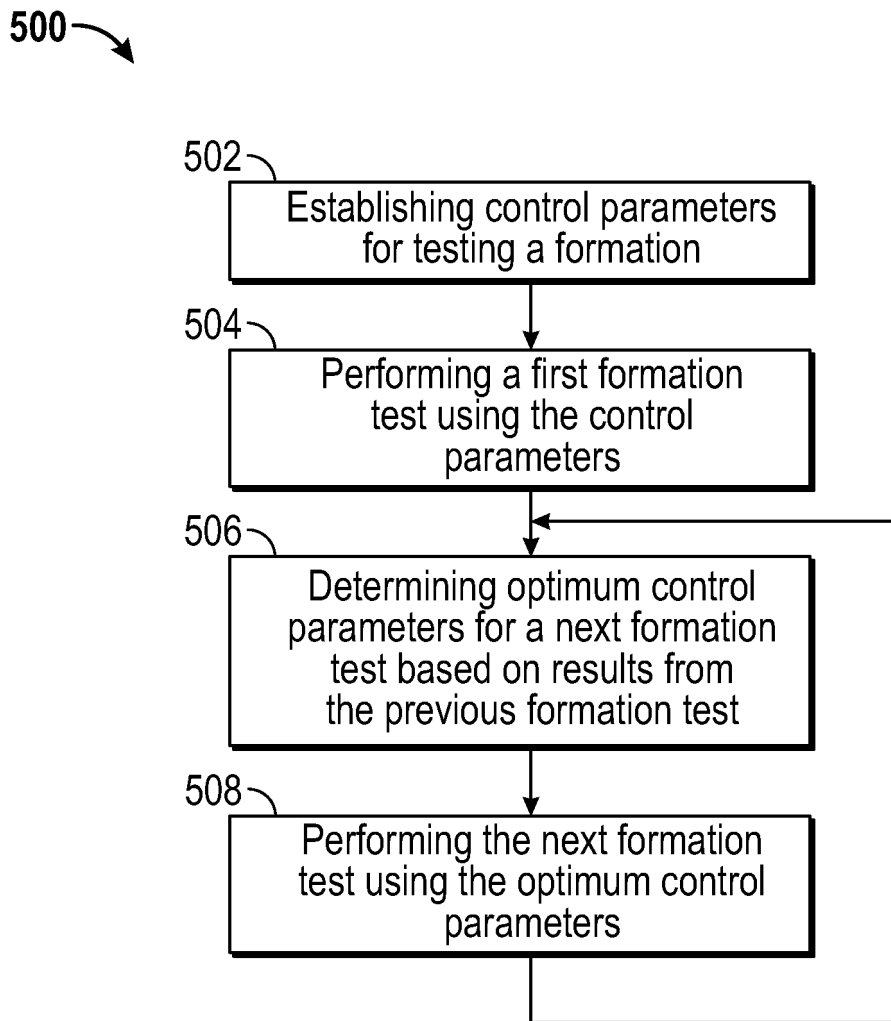 500
502
Establishing control parameters
for testing a formation
504
Performing a first formation
test using the control
parameters
506
Determining optimum control
parameters for a next formation
test based on results from
the previous formation test
508
Performing the next formation
test using the optimum control
parameters